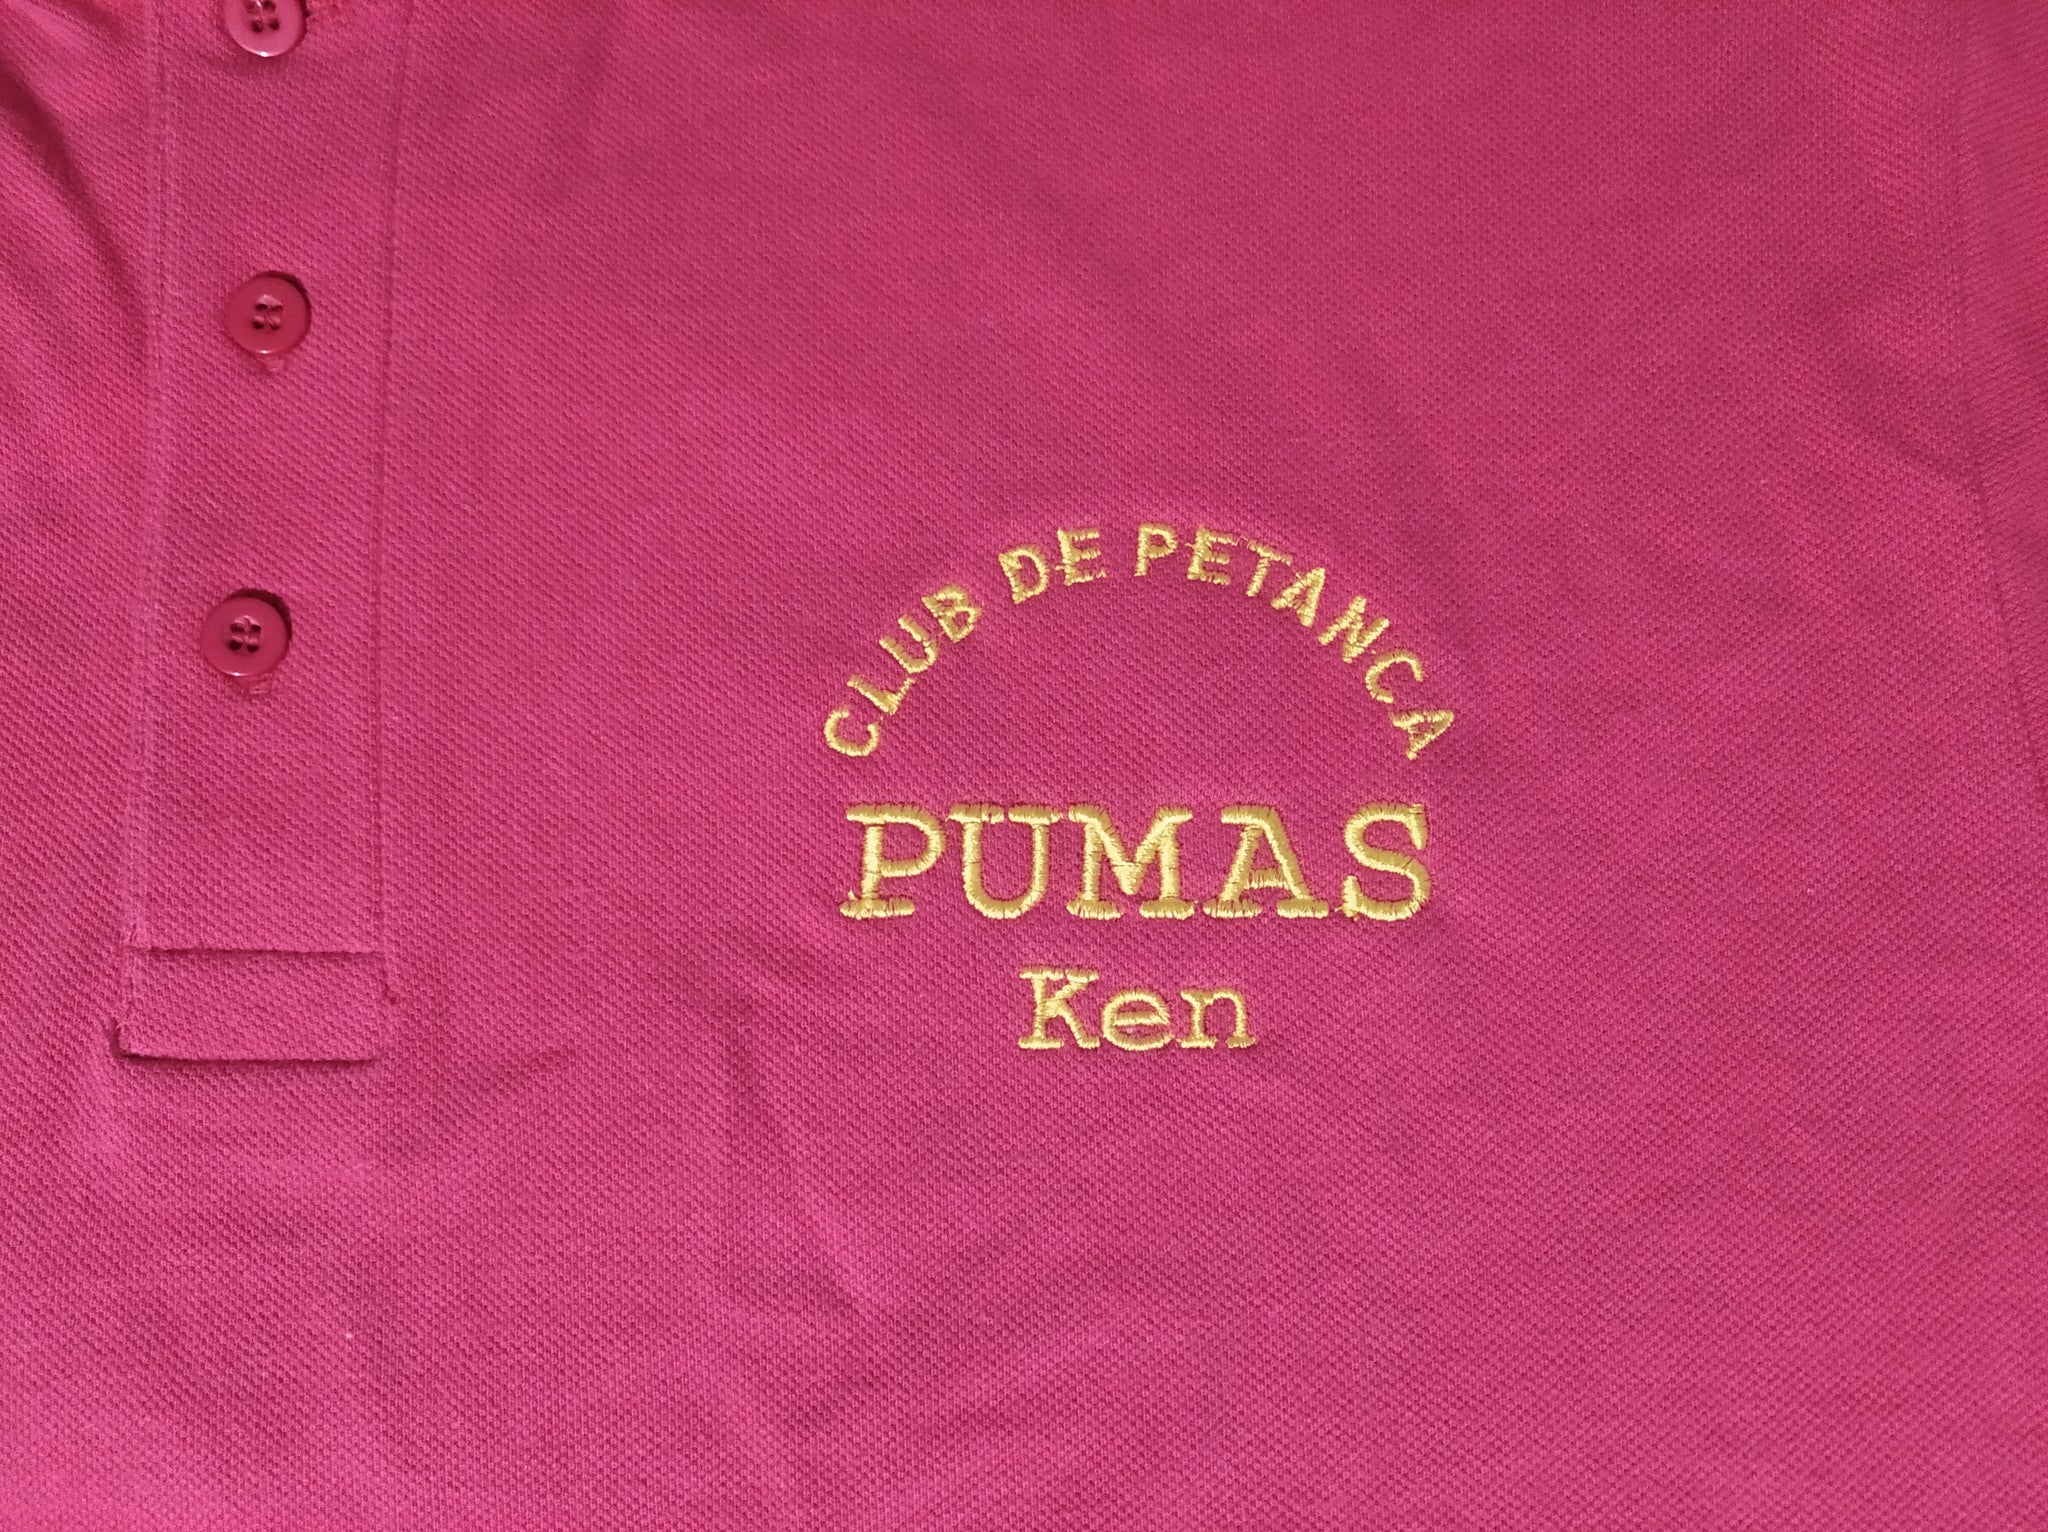 CLUB DE PETANCA
PUMAS
Ken